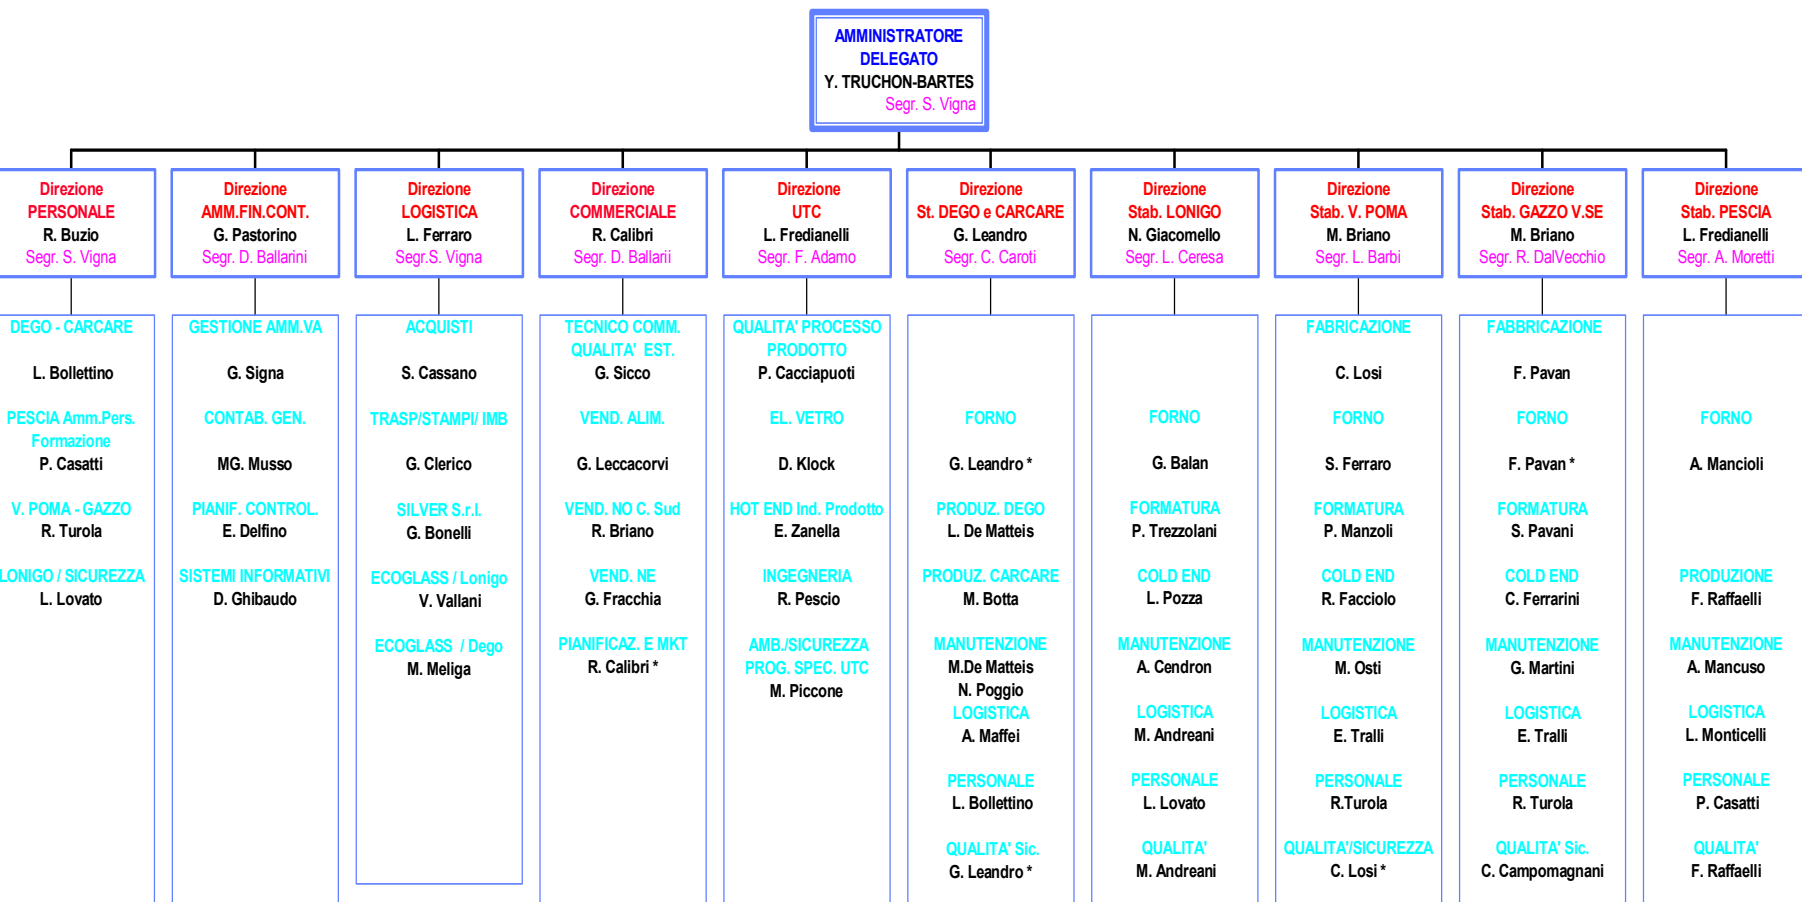 AMMINISTRATORE
DELEGATO
Y. TRUCHON-BARTES
Segr. S. Vigna
Direzione
PERSONALE
R. Buzio
Segr. S. Vigna
Direzione
AMM.FIN.CONT.
G. Pastorino
Segr. D. Ballarini
Direzione
LOGISTICA
L. Ferraro
Segr.S. Vigna
Direzione
COMMERCIALE
R. Calibri
Segr. D. Ballarii
Direzione
UTC
L. Fredianelli
Segr. F. Adamo
Direzione
St. DEGO e CARCARE
G. Leandro
Segr. C. Caroti
Direzione
Stab. LONIGO
N. Giacomello
Segr. L. Ceresa
Direzione
Stab. V. POMA
M. Briano
Segr. L. Barbi
Direzione
Stab. GAZZO V.SE
M. Briano
Segr. R. DalVecchio
Direzione
Stab. PESCIA
L. Fredianelli
Segr. A. Moretti
DEGO - CARCARE
L. Bollettino
PESCIA Amm.Pers.
Formazione
P. Casatti
V. POMA - GAZZO
R. Turola
LONIGO / SICUREZZA
L. Lovato
GESTIONE AMM.VA
G. Signa
CONTAB. GEN.
MG. Musso
PIANIF. CONTROL.
E. Delfino
SISTEMI INFORMATIVI
D. Ghibaudo
ACQUISTI
S. Cassano
TRASP/STAMPI/ IMB
G. Clerico
SILVER S.r.l.
G. Bonelli
ECOGLASS / Lonigo
V. Vallani
ECOGLASS / Dego
M. Meliga
TECNICO COMM.
QUALITA' EST.
G. Sicco
VEND. ALIM.
G. Leccacorvi
VEND. NO C. Sud
R. Briano
VEND. NE
G. Fracchia
PIANIFICAZ. E MKT
R. Calibri *
QUALITA' PROCESSO
PRODOTTO
P. Cacciapuoti
EL. VETRO
D. Klock
HOT END Ind. Prodotto
E. Zanella
INGEGNERIA
R. Pescio
AMB./SICUREZZA
PROG. SPEC. UTC
M. Piccone
FORNO
G. Leandro *
PRODUZ. DEGO
L. De Matteis
PRODUZ. CARCARE
M. Botta
MANUTENZIONE
M.De Matteis
N. Poggio
LOGISTICA
A. Maffei
PERSONALE
L. Bollettino
QUALITA' Sic.
G. Leandro *
FORNO
G. Balan
FORMATURA
P. Trezzolani
COLD END
L. Pozza
MANUTENZIONE
A. Cendron
LOGISTICA
M. Andreani
PERSONALE
L. Lovato
QUALITA'
M. Andreani
FABRICAZIONE
C. Losi
FORNO
S. Ferraro
FORMATURA
P. Manzoli
COLD END
R. Facciolo
MANUTENZIONE
M. Osti
LOGISTICA
E. Tralli
PERSONALE
R.Turola
QUALITA'/SICUREZZA
C. Losi *
FABBRICAZIONE
F. Pavan
FORNO
F. Pavan *
FORMATURA
S. Pavani
COLD END
C. Ferrarini
MANUTENZIONE
G. Martini
LOGISTICA
E. Tralli
PERSONALE
R. Turola
QUALITA' Sic.
C. Campomagnani
FORNO
A. Mancioli
PRODUZIONE
F. Raffaelli
MANUTENZIONE
A. Mancuso
LOGISTICA
L. Monticelli
PERSONALE
P. Casatti
QUALITA'
F. Raffaelli